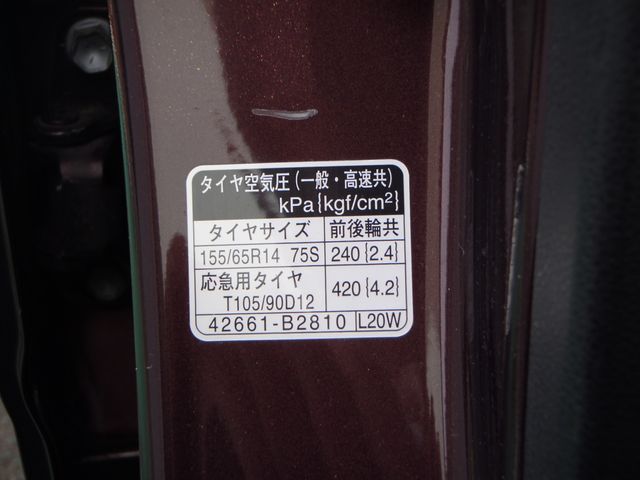 タイヤ空気圧(一般・高速共)
kPa{kgf/cm²}
タイヤサイズ 前後輪共
155/65R14 75S 240{2.4}
応急用タイヤ
T105/90D12 420{4.2}
42661-B2810 L20W